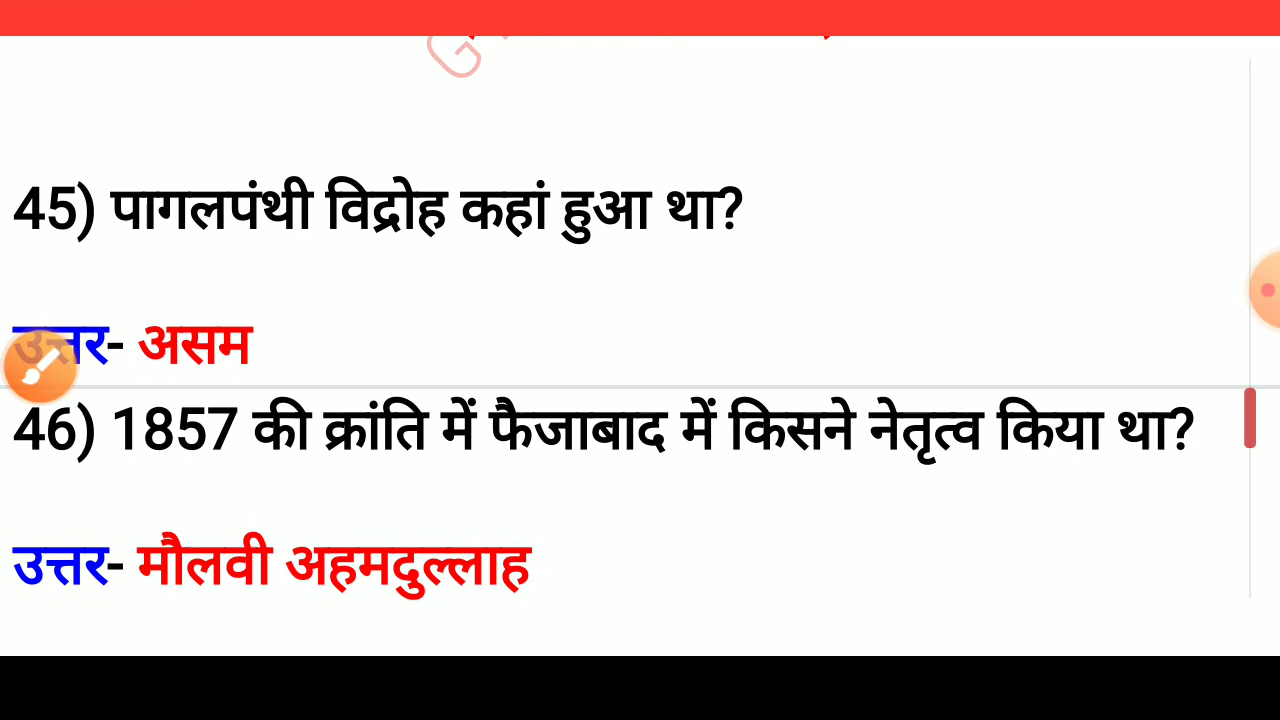 45) पागलपंथी विद्रोह कहां हुआ था?
उत्तर- असम
46) 1857 की क्रांति में फैजाबाद में किसने नेतृत्व किया था?
उत्तर- मौलवी अहमदुल्लाह